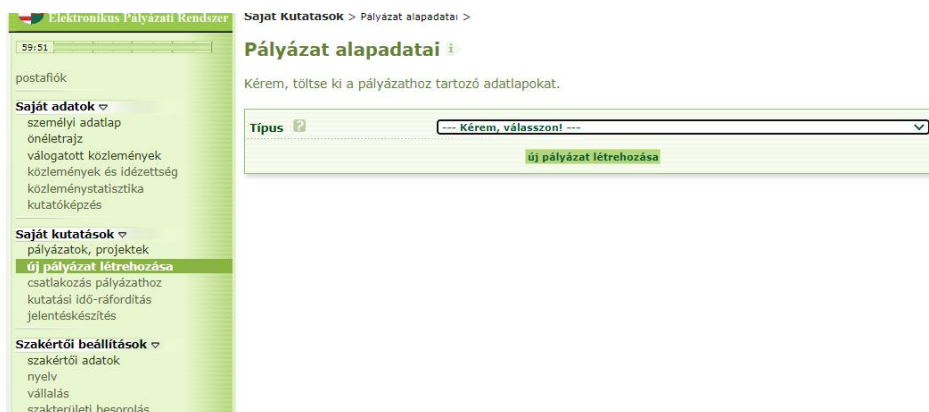 Elektronikus Pályázati Rendszer
59:51
postafiók
Saját adatok
személyi adatlap
önéletrajz
válogatott közlemények
közlemények és idézettség
közleménystatisztika
kutatóképzés
Saját kutatások
pályázatok, projektek
új pályázat létrehozása
csatlakozás pályázathoz
kutatási idő-ráfordítás
jelentéskészítés
Szakértői beállítások
szakértői adatok
nyelv
vállalás
szakterületi besorolás
Saját Kutatások > Pályázat alapadatai >
Pályázat alapadatai i
Kérem, töltse ki a pályázathoz tartozó adatlapokat.
Típus ? --- Kérem, válasszon! ---
új pályázat létrehozása